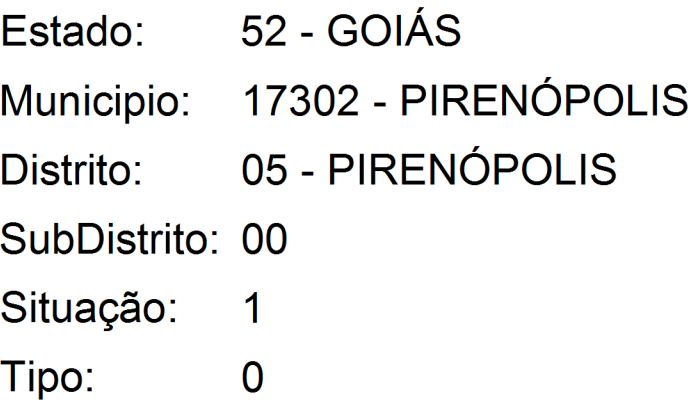 Estado: 52 - GOIÁS
Municipio: 17302 - PIRENÓPOLIS
Distrito: 05 - PIRENÓPOLIS
SubDistrito: 00
Situação: 1
Tipo: 0